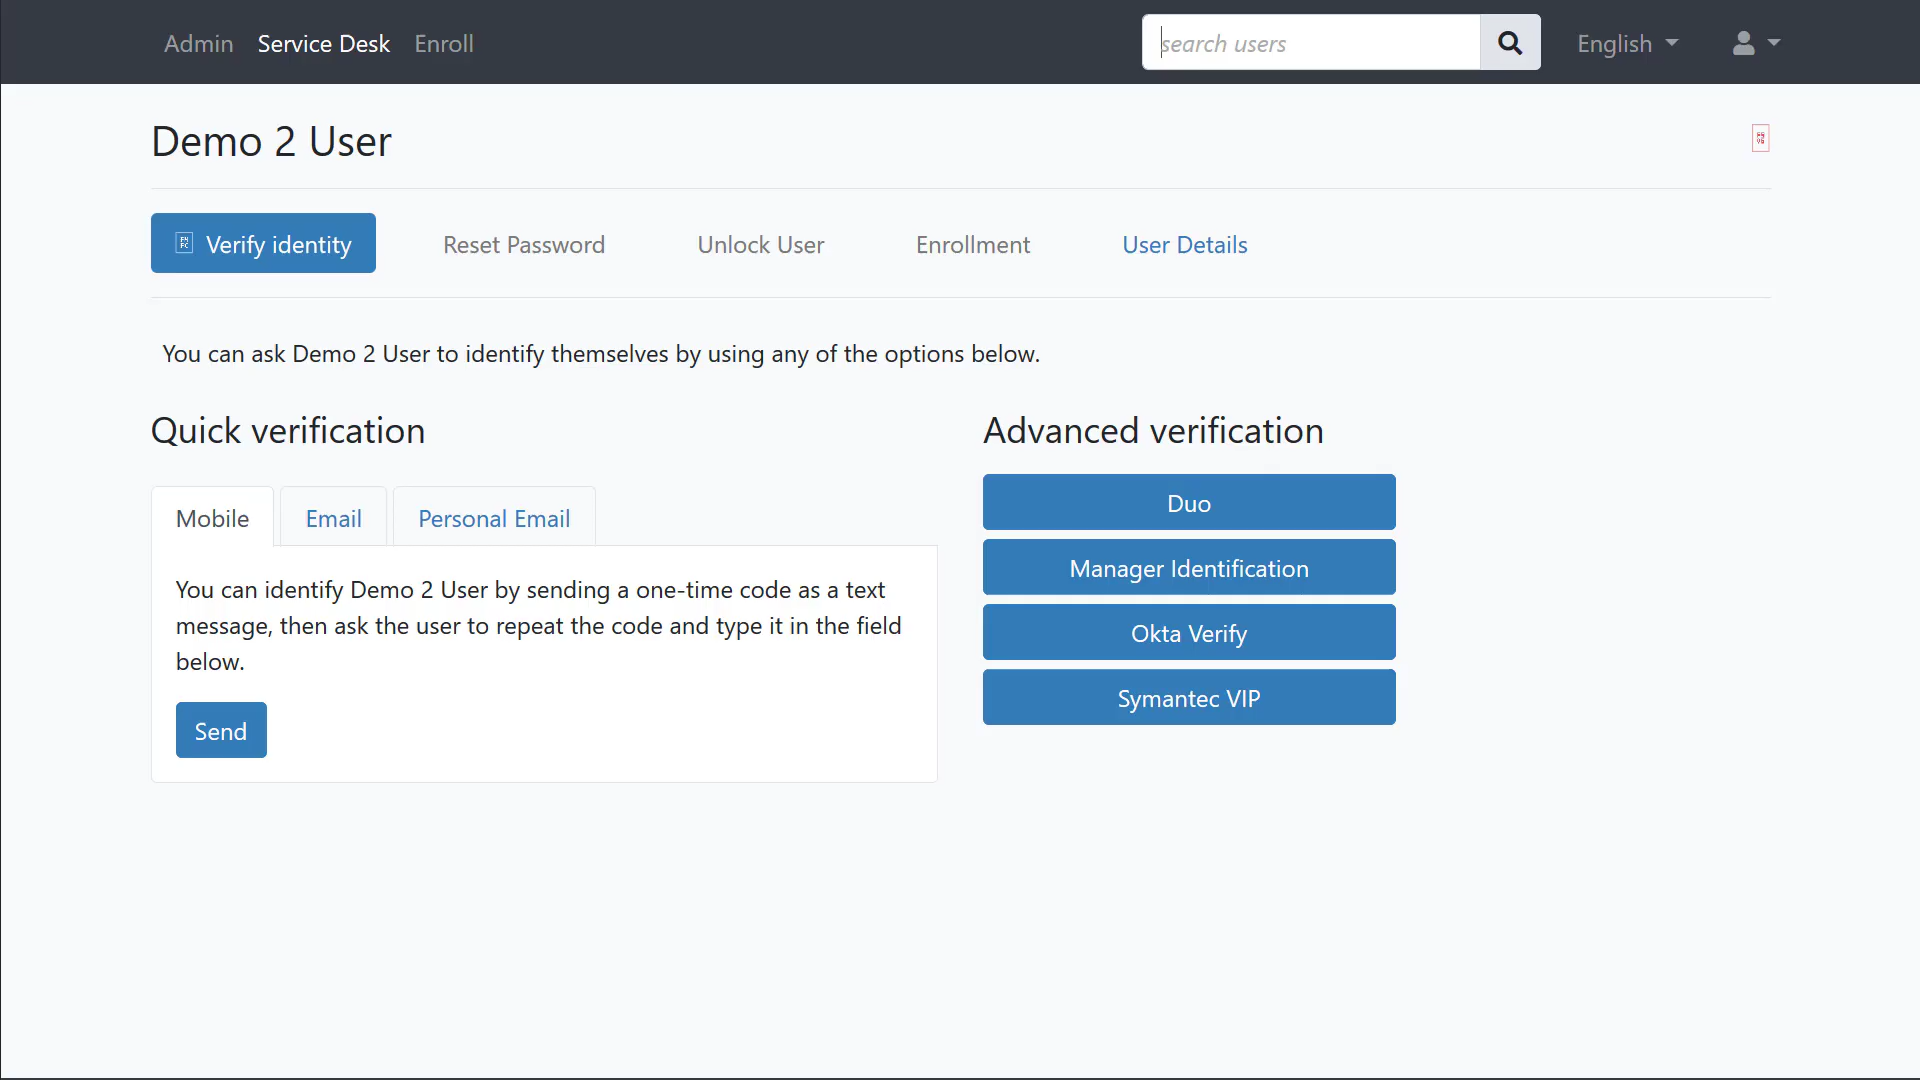 Admin Service Desk Enroll search users English
Demo 2 User
Verify identity Reset Password Unlock User Enrollment User Details
You can ask Demo 2 User to identify themselves by using any of the options below.
Quick verification
Mobile Email Personal Email
You can identify Demo 2 User by sending a one-time code as a text
message, then ask the user to repeat the code and type it in the field
below.
Send
Advanced verification
Duo
Manager Identification
Okta Verify
Symantec VIP